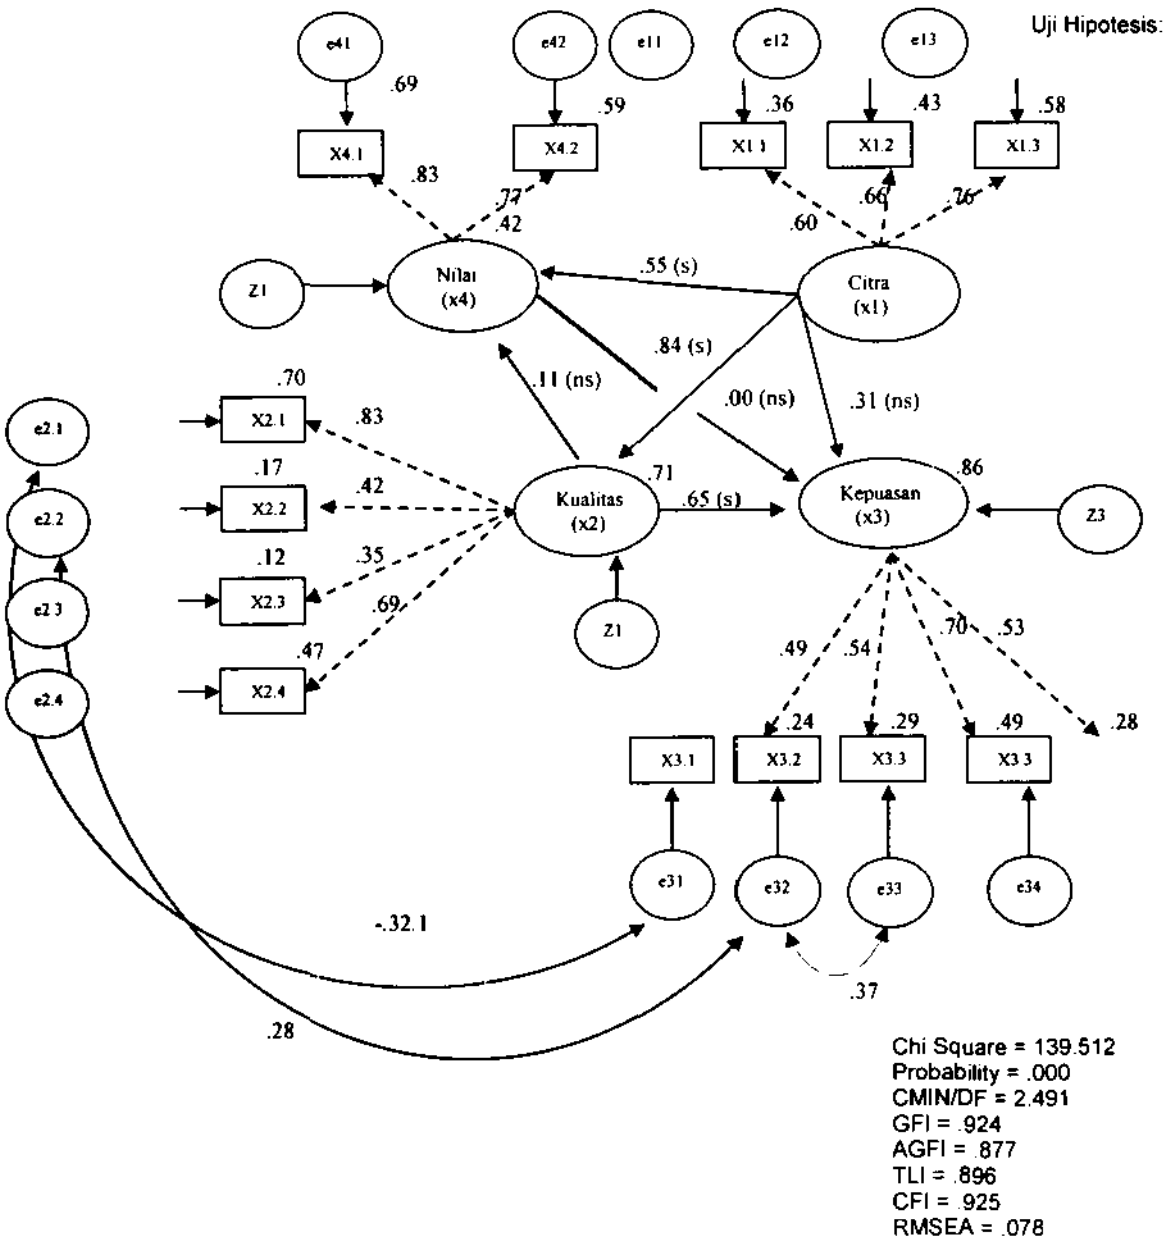 Uji Hipotesis:
e41
e42
e11
e12
e13
.69
.59
.36
.43
.58
X4.1
X4.2
X1.1
X1.2
X1.3
.83
.77
.42
.60
.66
.76
Z1
Nilai
(x4)
.55 (s)
Citra
(x1)
.84 (s)
.11 (ns)
.00 (ns)
.31 (ns)
.70
e2.1
X2.1
.83
.17
e2.2
X2.2
.42
Kualitas
(x2)
.71
.65 (s)
Kepuasan
(x3)
.86
Z3
.12
.35
e2.3
X2.3
.69
Z1
.47
e2.4
X2.4
.49
.54
.70
.53
.24
.29
.49
.28
X3.1
X3.2
X3.3
X3.3
e31
e32
e33
e34
-.32.1
.37
.28
Chi Square = 139.512
Probability = .000
CMIN/DF = 2.491
GFI = .924
AGFI = .877
TLI = .896
CFI = .925
RMSEA = .078